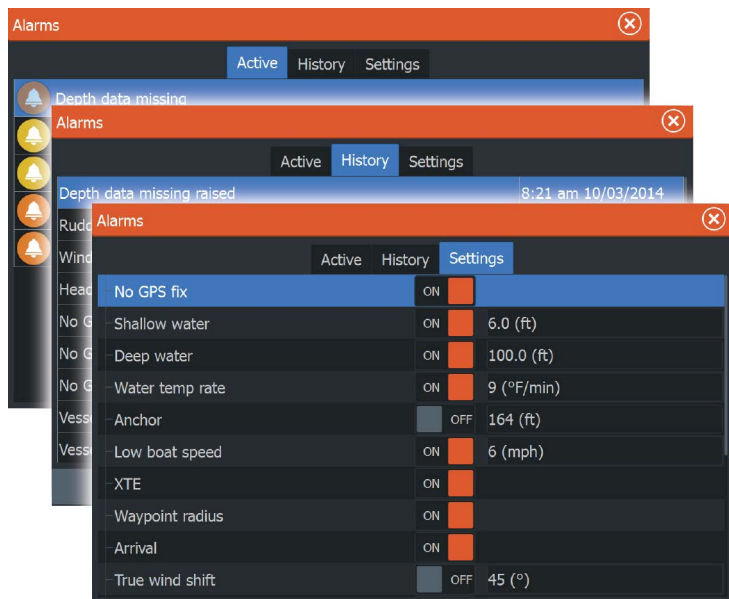 Alarms
Active History Settings
Depth data missing
Alarms
Active History Settings
Depth data missing raised 8:21 am 10/03/2014
Alarms
Active History Settings
No GPS fix ON
Shallow water ON 6.0 (ft)
Deep water ON 100.0 (ft)
Water temp rate ON 9 (°F/min)
Anchor OFF 164 (ft)
Low boat speed ON 6 (mph)
XTE ON
Waypoint radius ON
Arrival ON
True wind shift OFF 45 (°)